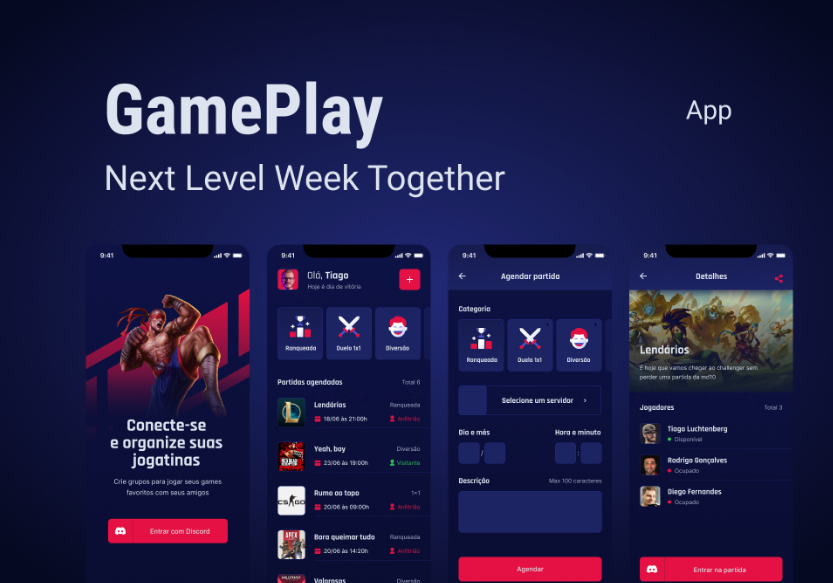 GamePlay
App
Next Level Week Together
9:41
Conecte-se
e organize suas
jogatinas
Crie grupos para jogar seus games
favoritos com seus amigos
Entrar com Discord
9:41
Olá, Tiago
Hoje é dia de vitória
+
Ranqueada
Duelo 1x1
Diversão
Partidas agendadas
Total 6
Lendários
Ranqueada
18/06 às 21:00h
Anfitrião
Yeah, boy
Diversão
23/06 às 19:00h
Visitante
CS GO
Rumo ao topo
1×1
20/06 às 09:00h
Anfitrião
APEX
Bora queimar tudo
Ranqueada
20/06 às 14:20h
Anfitrião
Valorosos
Diversão
9:41
Agendar partida
Categoria
Ranqueada
Duelo 1x1
Diversão
Selecione um servidor
Dia e mês
Hora e minuto
/
:
Descrição
Max 100 caracteres
Agendar
9:41
Detalhes
Lendários
É hoje que vamos chegar ao challenger sem
perder uma partida da md10
Jogadores
Total 3
Tiago Luchtenberg
Disponível
Rodrigo Gonçalves
Ocupado
Diego Fernandes
Ocupado
Entrar na partida